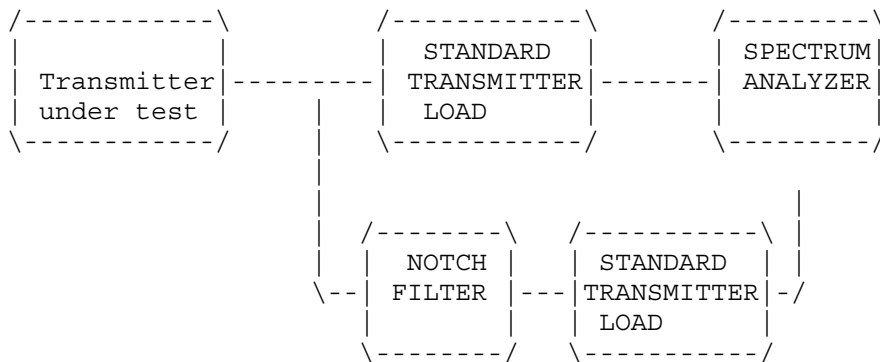 STANDARD SPECTRUM
Transmitter TRANSMITTER ANALYZER
under test LOAD
NOTCH STANDARD
FILTER TRANSMITTER
LOAD